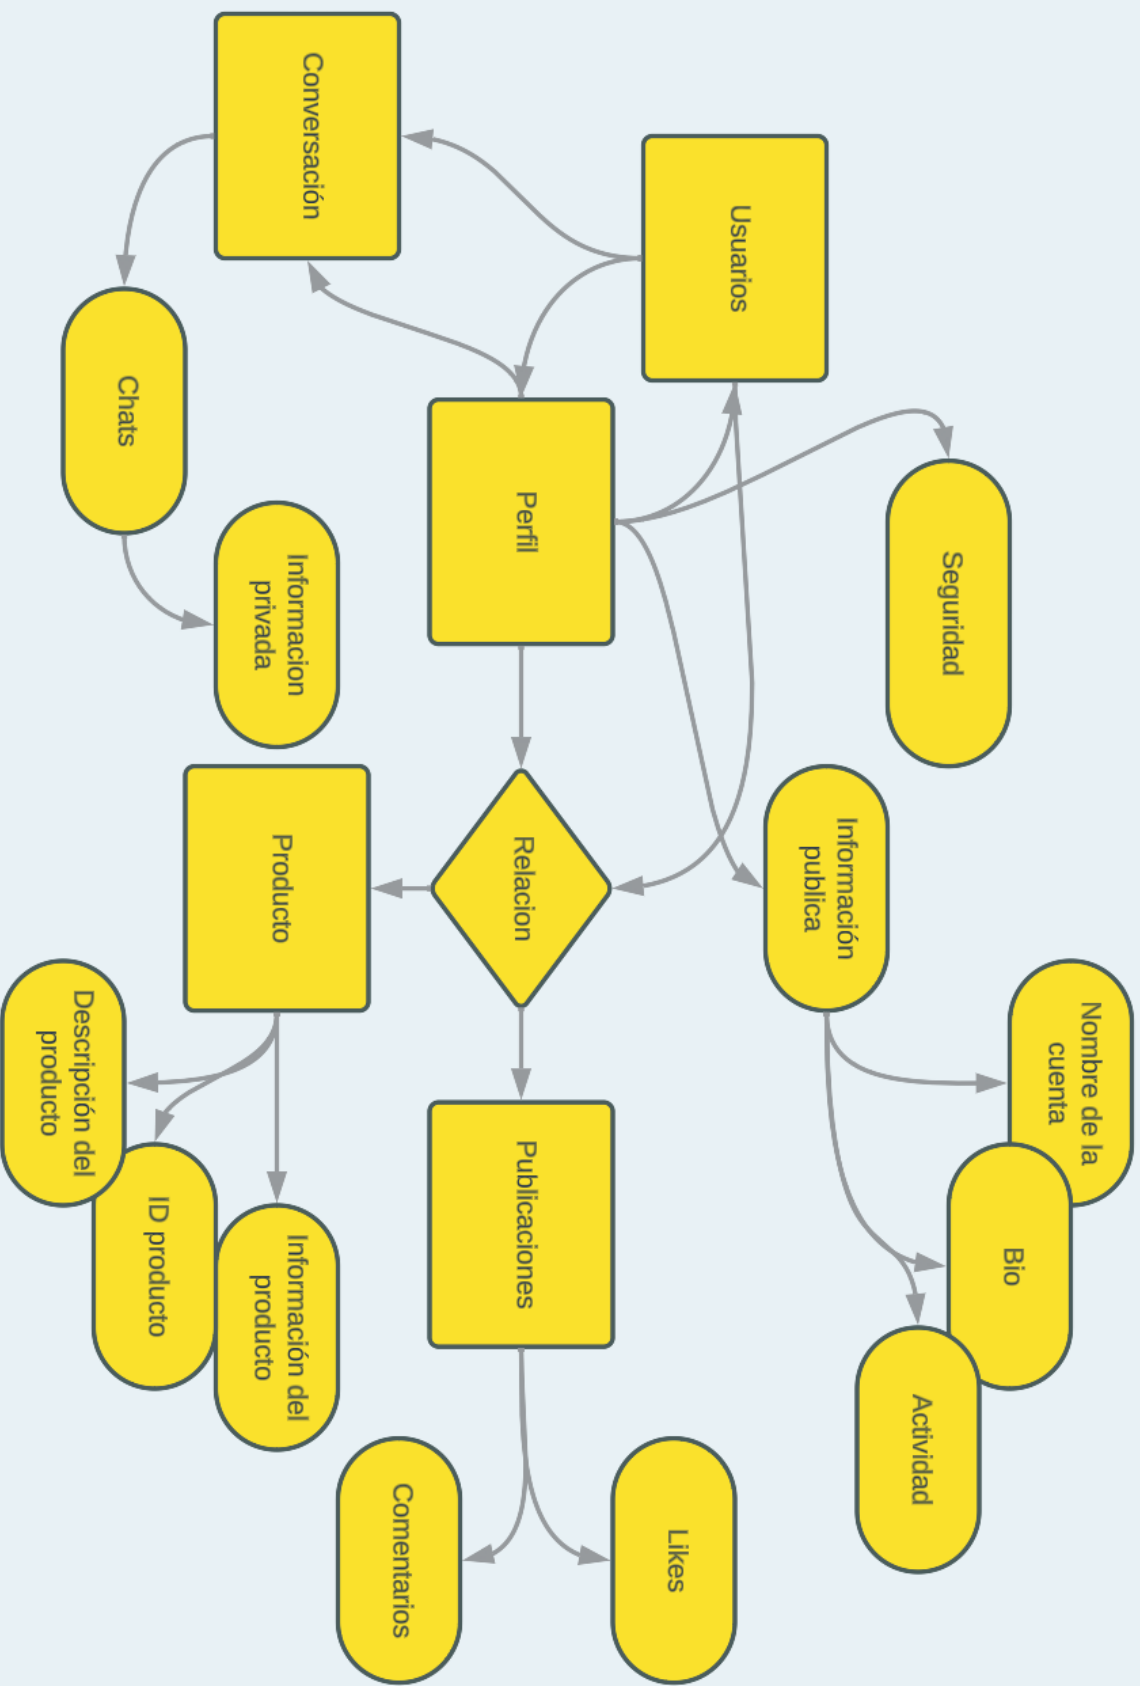 Nombre de la
cuenta
Bio
Seguridad
Actividad
Información
publica
Usuarios
Likes
Perfil
Relacion
Publicaciones
Conversación
Comentarios
Informacion
privada
Producto
Información del
producto
Chats
ID producto
Descripción del
producto